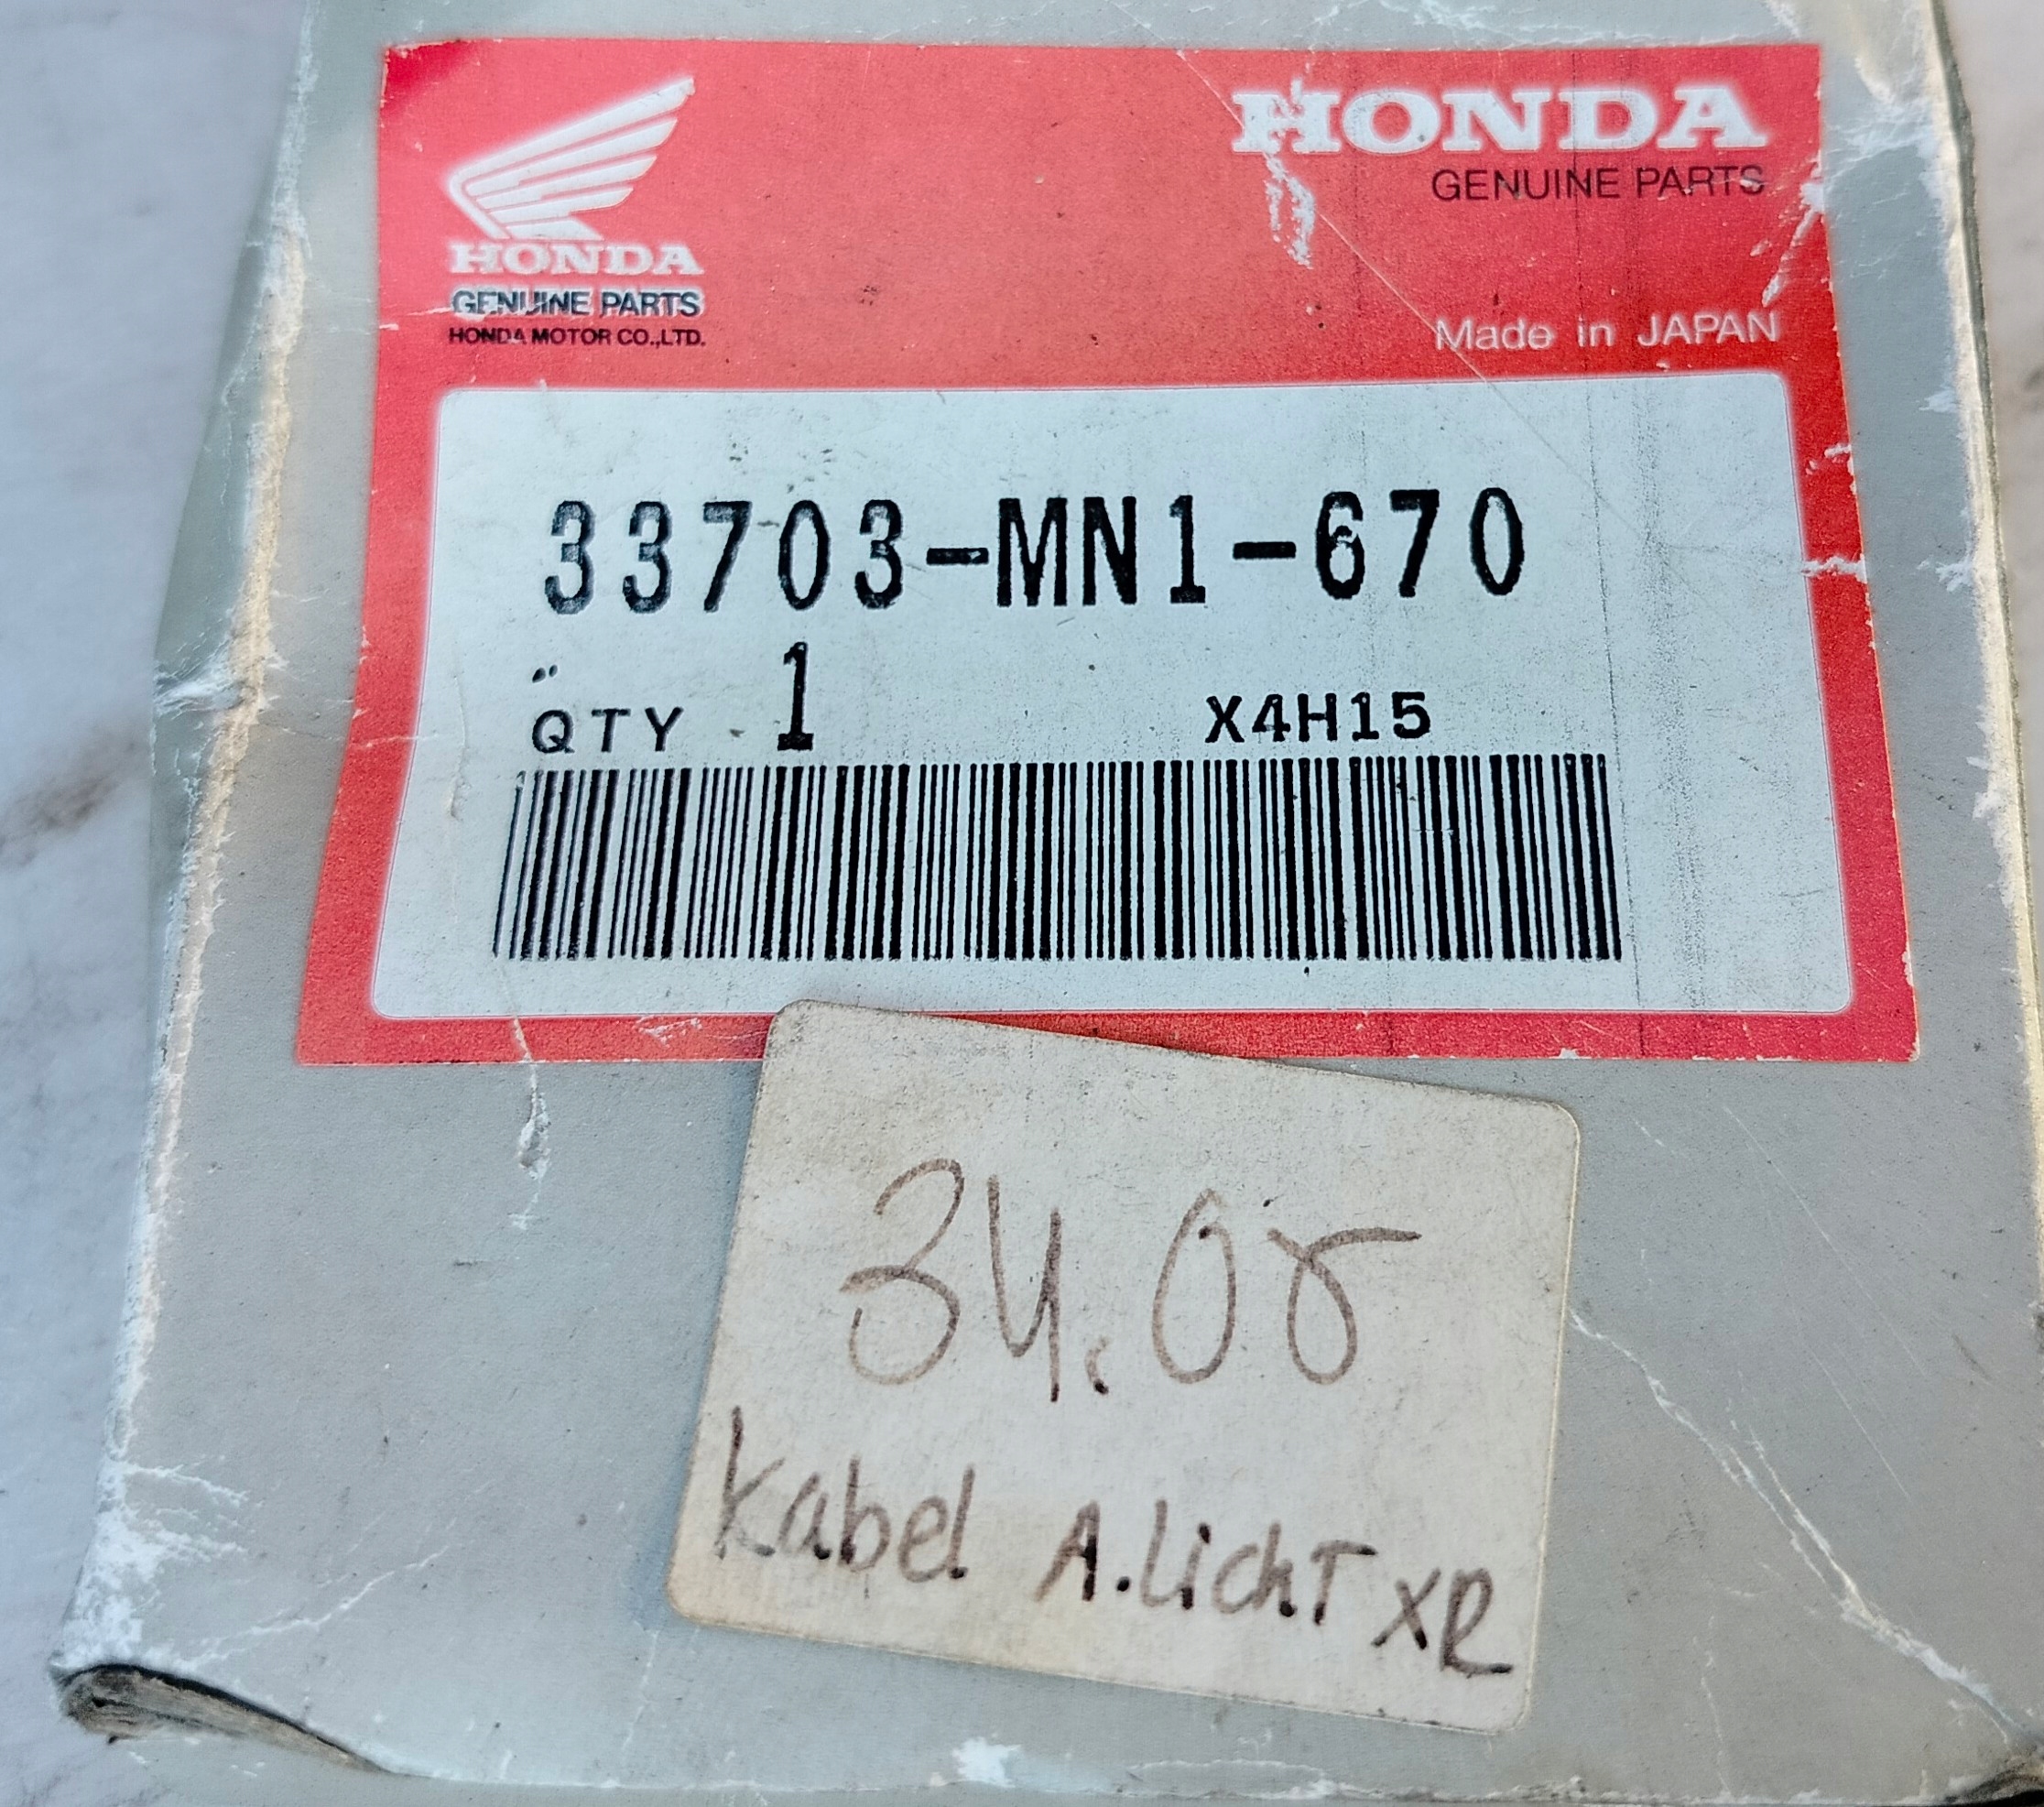 HONDA
GENUINE PARTS
HONDA MOTOR CO.,LTD.
HONDA
GENUINE PARTS
Made in JAPAN
33703-MN1-670
QTY 1 X4H15
34.08
Kabel A.LichT XR